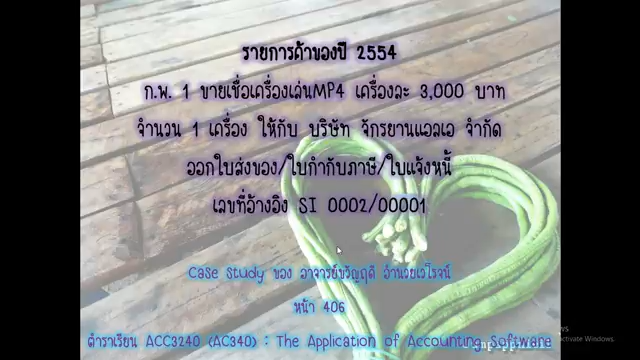 รายการค้าของปี 2554
ก.พ. 1 ขายเชื่อเครื่องเล่นMP4 เครื่องละ 3,000 บาท
จำนวน 1 เครื่อง ให้กับ บริษัท จักรยานแอลเอ จำกัด
ออกใบส่งของ/ใบกำกับภาษี/ใบแจ้งหนี้
เลขที่อ้างอิง SI 0002/00001
Case Study ของ อาจารย์ขวัญฤดี อำนวยเวโรจน์
หน้า 406
ตำราเรียน ACC3240 (AC340) : The Application of Accounting Software
activate Windows.